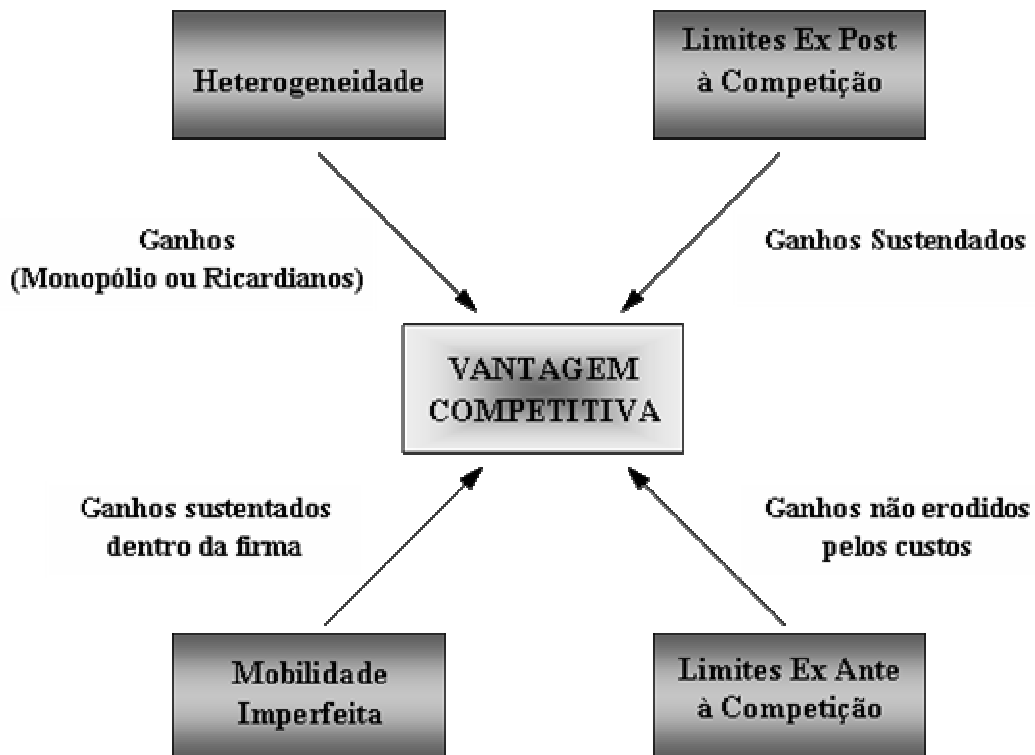 Heterogeneidade
Limites Ex Post
à Competição
Ganhos
(Monopólio ou Ricardianos)
Ganhos Sustendados
VANTAGEM
COMPETITIVA
Ganhos sustentados
dentro da firma
Ganhos não erodidos
pelos custos
Mobilidade
Imperfeita
Limites Ex Ante
à Competição